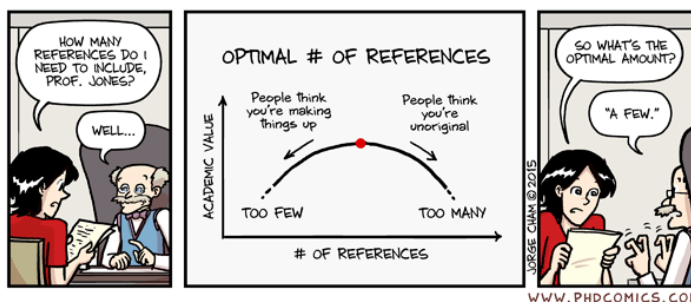 HOW MANY
REFERENCES DO I
NEED TO INCLUDE,
PROF. JONES?
WELL...
OPTIMAL # OF REFERENCES
People think
you're making
things up
People think
you're
unoriginal
ACADEMIC VALUE
TOO FEW
TOO MANY
# OF REFERENCES
JORGE CHAM © 2015
SO WHAT'S THE
OPTIMAL AMOUNT?
"A FEW."
WWW.PHDCOMICS.CO